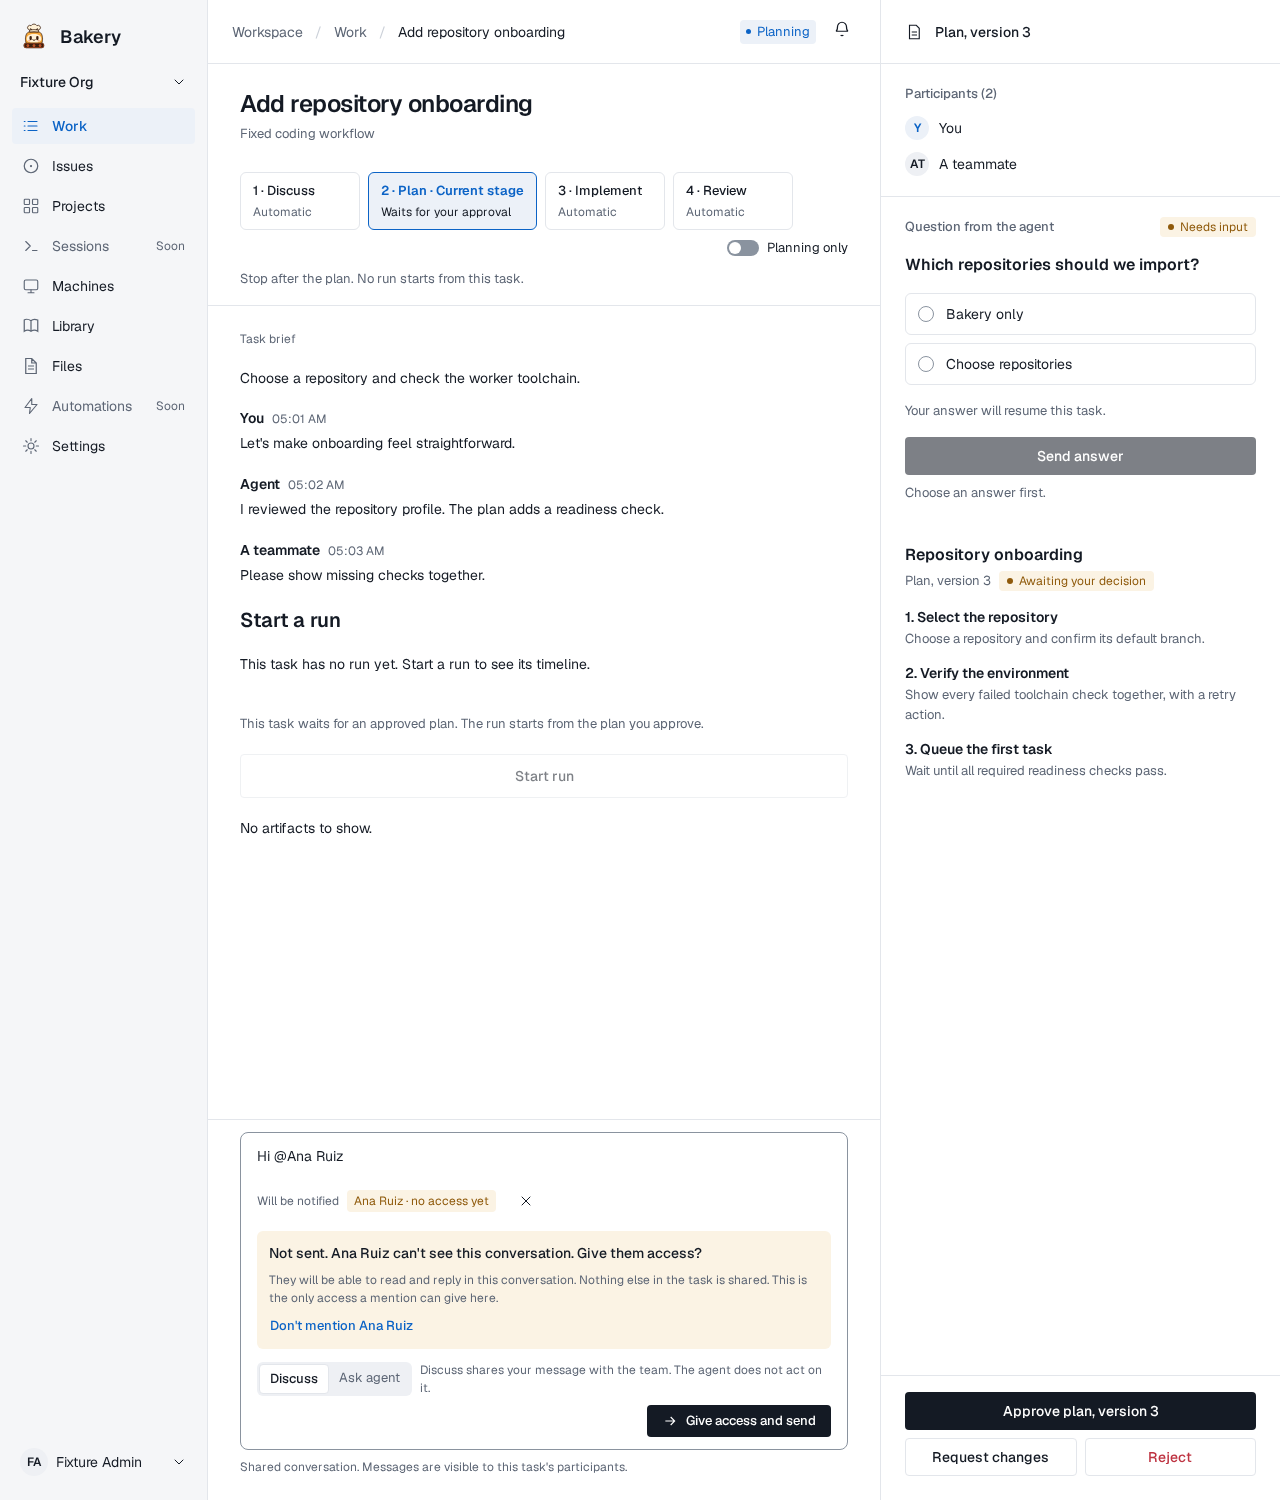 Bakery
Fixture Org
Work
Issues
Projects
Sessions Soon
Machines
Library
Files
Automations Soon
Settings
FA Fixture Admin
Workspace / Work / Add repository onboarding
Planning
Add repository onboarding
Fixed coding workflow
1 · Discuss
Automatic
2 · Plan · Current stage
Waits for your approval
3 · Implement
Automatic
4 · Review
Automatic
Planning only
Stop after the plan. No run starts from this task.
Task brief
Choose a repository and check the worker toolchain.
You 05:01 AM
Let's make onboarding feel straightforward.
Agent 05:02 AM
I reviewed the repository profile. The plan adds a readiness check.
A teammate 05:03 AM
Please show missing checks together.
Start a run
This task has no run yet. Start a run to see its timeline.
This task waits for an approved plan. The run starts from the plan you approve.
Start run
No artifacts to show.
Hi @Ana Ruiz
Will be notified Ana Ruiz · no access yet
Not sent. Ana Ruiz can't see this conversation. Give them access?
They will be able to read and reply in this conversation. Nothing else in the task is shared. This is
the only access a mention can give here.
Don't mention Ana Ruiz
Discuss Ask agent
Discuss shares your message with the team. The agent does not act on
it.
Give access and send
Shared conversation. Messages are visible to this task's participants.
Plan, version 3
Participants (2)
Y You
AT A teammate
Question from the agent
Needs input
Which repositories should we import?
Bakery only
Choose repositories
Your answer will resume this task.
Send answer
Choose an answer first.
Repository onboarding
Plan, version 3 Awaiting your decision
1. Select the repository
Choose a repository and confirm its default branch.
2. Verify the environment
Show every failed toolchain check together, with a retry
action.
3. Queue the first task
Wait until all required readiness checks pass.
Approve plan, version 3
Request changes
Reject